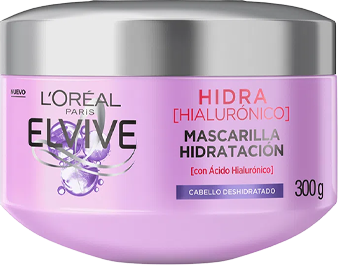 NUEVO
L'ORÉAL
PARIS
ELVIVE
HIDRA
[HIALURÓNICO]
MASCARILLA
HIDRATACIÓN
[con Ácido Hialurónico]
CABELLO DESHIDRATADO
300g